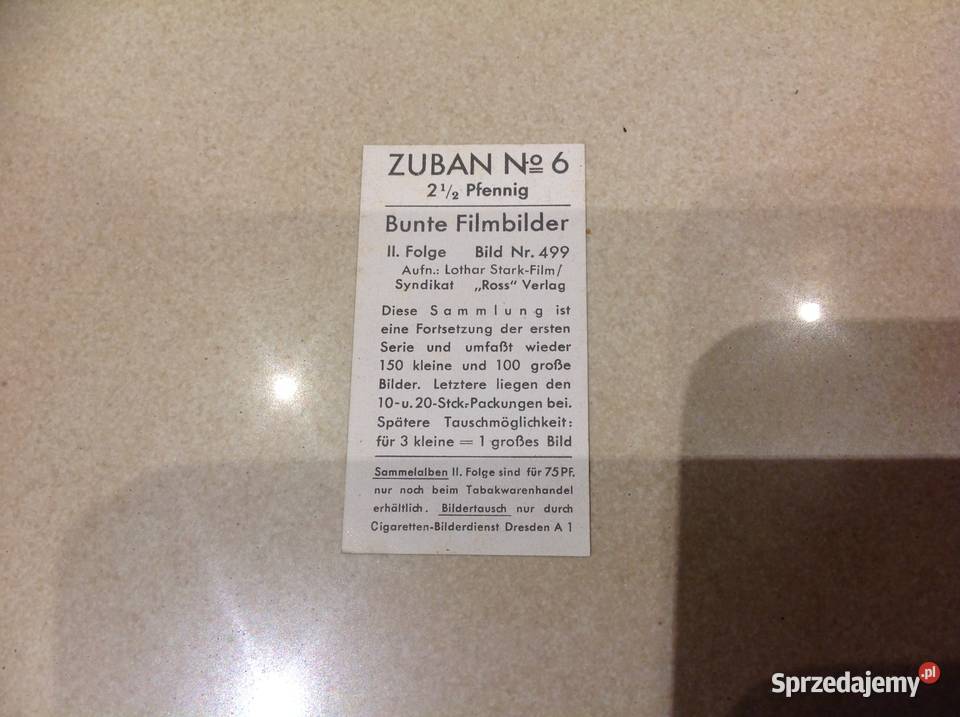 ZUBAN No 6
2 1/2 Pfennig
Bunte Filmbilder
II. Folge Bild Nr. 499
Aufn.: Lothar Stark-Film/
Syndikat „Ross" Verlag
Diese Sammlung ist
eine Fortsetzung der ersten
Serie und umfaßt wieder
150 kleine und 100 große
Bilder. Letztere liegen den
10-u. 20-Stck.-Packungen bei.
Spätere Tauschmöglichkeit:
für 3 kleine = 1 großes Bild
Sammelalben II. Folge sind für 75 PF.
nur noch beim Tabakwarenhandel
erhältlich. Bildertausch nur durch
Cigaretten-Bilderdienst Dresden A 1
Sprzedajemy.pl